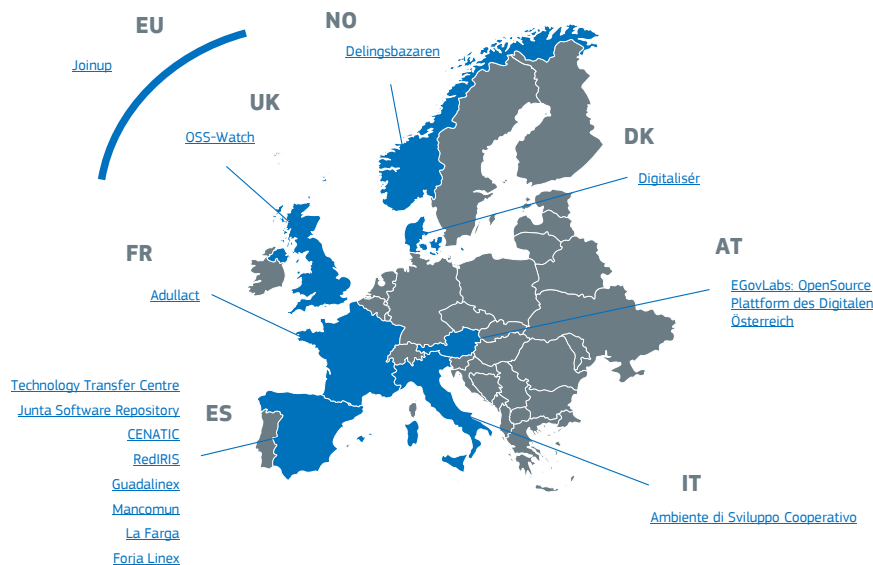 EU
Joinup
NO
Delingsbazaren
UK
OSS-Watch
DK
Digitalisér
FR
Adullact
AT
EGovLabs: OpenSource
Plattform des Digitalen
Österreich
Technology Transfer Centre
Junta Software Repository
ES
CENATIC
RedIRIS
Guadalinex
Mancomun
La Farga
Forja Linex
IT
Ambiente di Sviluppo Cooperativo